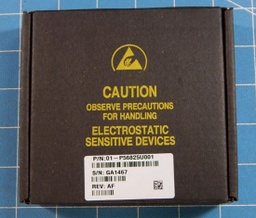 CAUTION
OBSERVE PRECAUTIONS
FOR HANDLING
ELECTROSTATIC
SENSITIVE DEVICES
P/N:01-P56825U001
S/N: GA1467
REV: AF